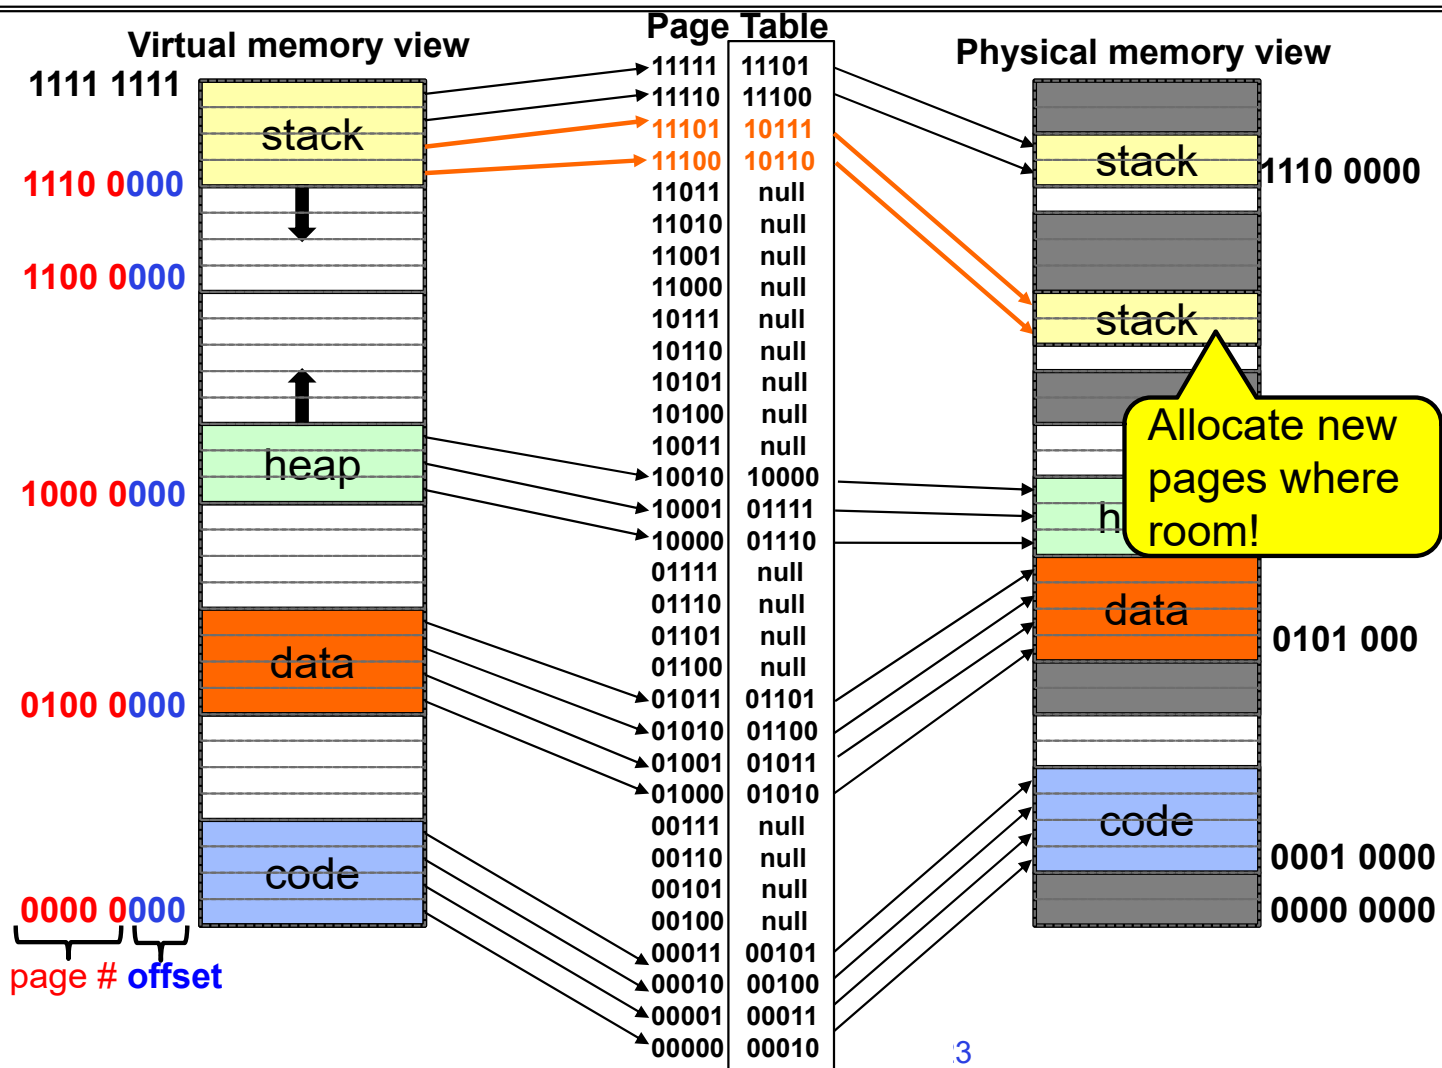 Page Table
Virtual memory view
Physical memory view
1111 1111
stack
1110 0000
1100 0000
heap
1000 0000
data
0100 0000
code
0000 0000
page # offset
11111 11101
11110 11100
11101 10111
11100 10110
11011 null
11010 null
11001 null
11000 null
10111 null
10110 null
10101 null
10100 null
10011 null
10010 10000
10001 01111
10000 01110
01111 null
01110 null
01101 null
01100 null
01011 01101
01010 01100
01001 01011
01000 01010
00111 null
00110 null
00101 null
00100 null
00011 00101
00010 00100
00001 00011
00000 00010
stack
1110 0000
stack
Allocate new
pages where
room!
h
data
0101 000
code
0001 0000
0000 0000
3